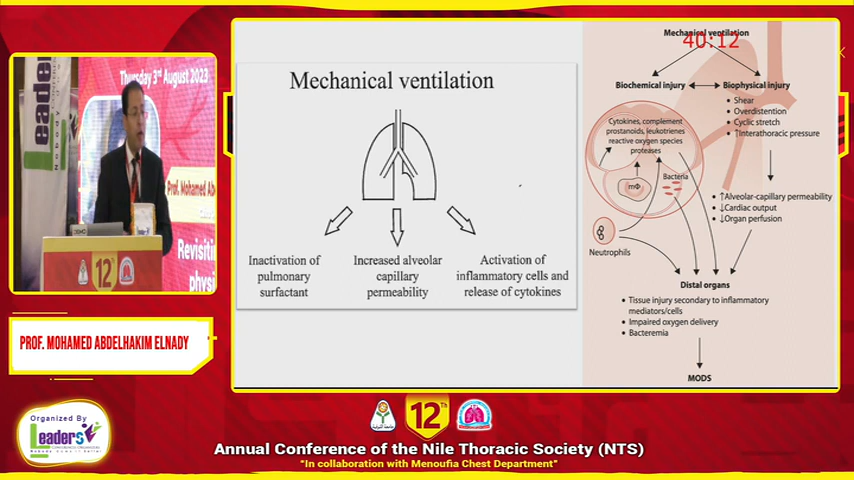 Thursday 3rd August 2023
Leaders
Prof. Mohamed Ab
Revisiti
physi
12
TH
PROF. MOHAMED ABDELHAKIM ELNADY
Organized By
Leaders
Mechanical ventilation
Inactivation of
pulmonary
surfactant
Increased alveolar
capillary
permeability
Activation of
inflammatory cells and
release of cytokines
Mechanical ventilation
40:12
Biochemical injury
Biophysical injury
• Shear
• Overdistention
• Cyclic stretch
• ↑Interathoracic pressure
Cytokines, complement
prostanoids, leukotrienes
reactive oxygen species
proteases
mΦ
Bacteria
Neutrophils
• ↑Alveolar-capillary permeability
• ↓Cardiac output
• ↓Organ perfusion
Distal organs
• Tissue injury secondary to inflammatory
mediators/cells
• Impaired oxygen delivery
• Bacteremia
MODS
12TH
Annual Conference of the Nile Thoracic Society (NTS)
"In collaboration with Menoufia Chest Department"